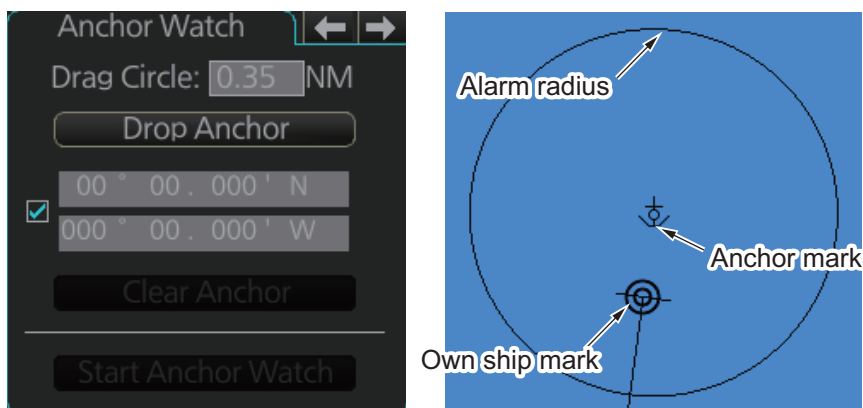 Anchor Watch
Drag Circle: 0.35 NM
Drop Anchor
00 ° 00 . 000 ' N
000 ° 00 . 000 ' W
Clear Anchor
Start Anchor Watch
Alarm radius
Anchor mark
Own ship mark